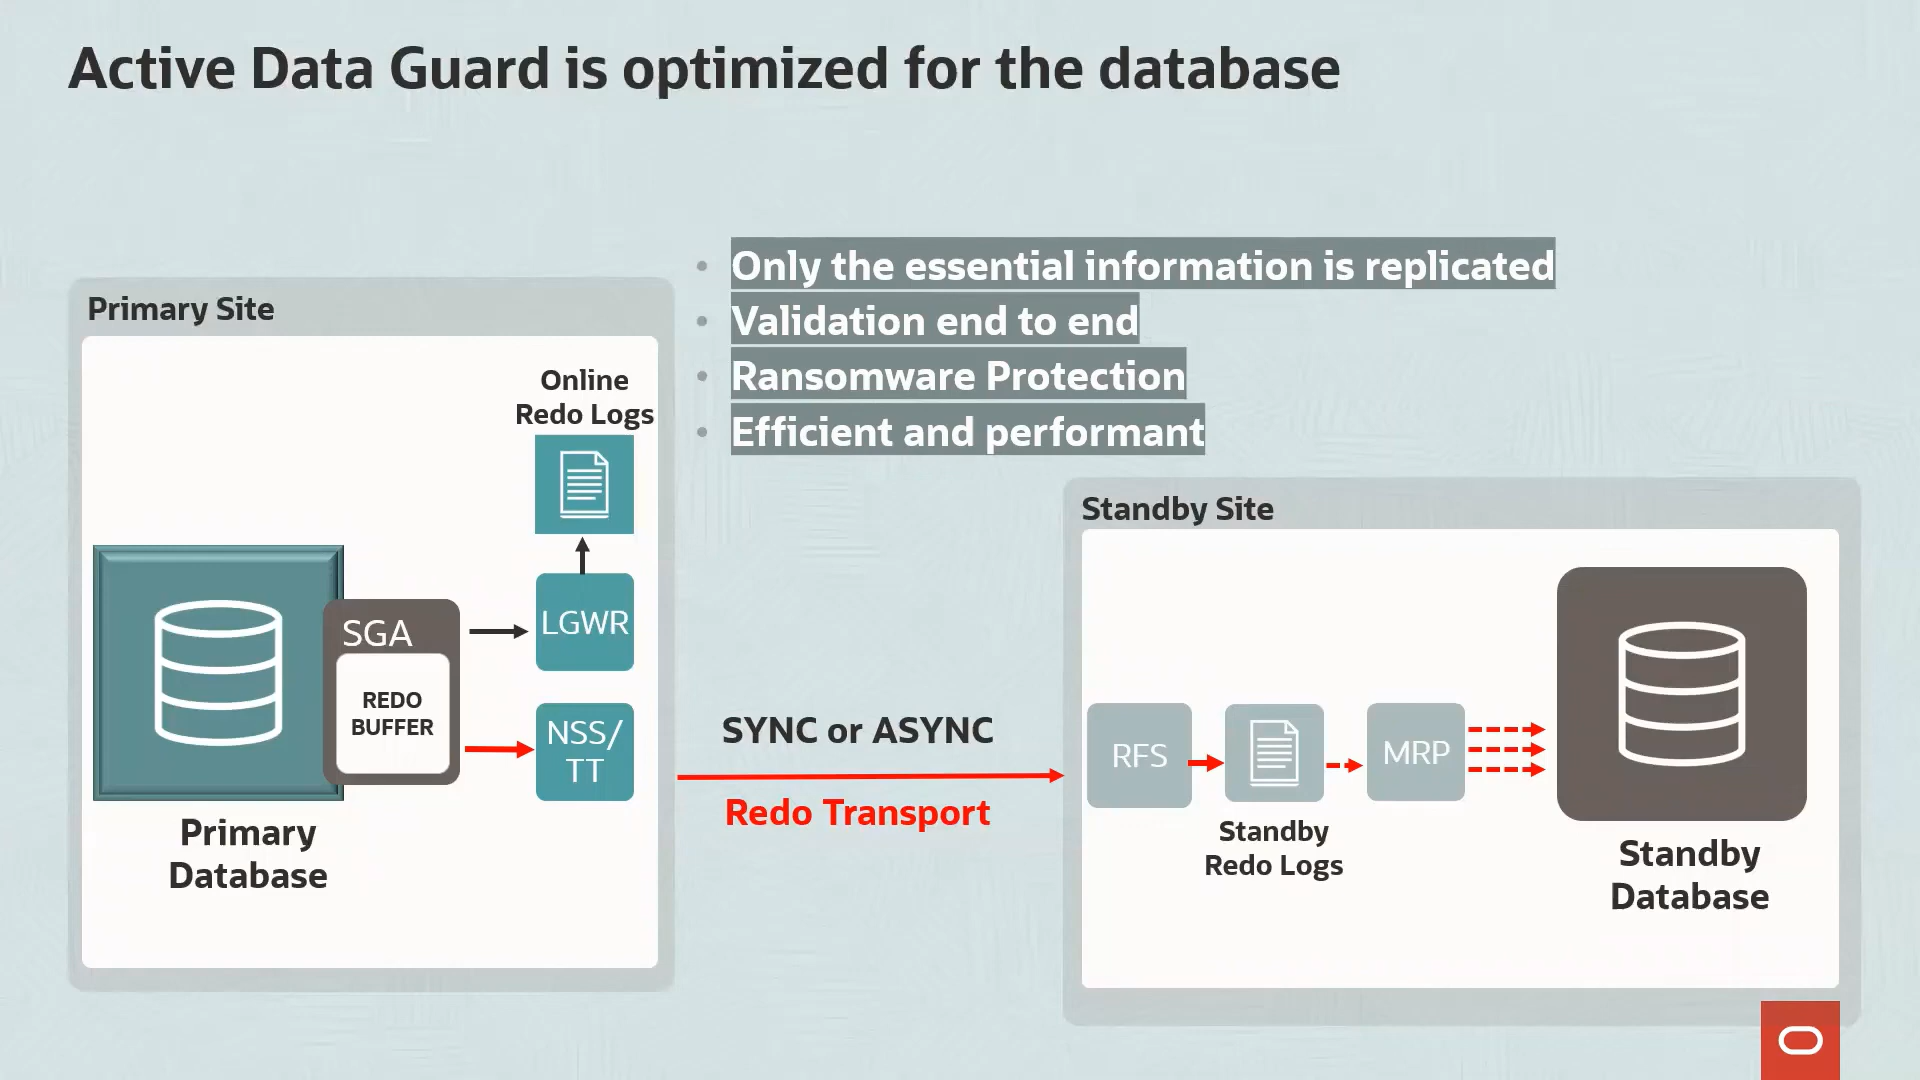 Active Data Guard is optimized for the database
• Only the essential information is replicated
• Validation end to end
• Ransomware Protection
• Efficient and performant
Primary Site
Online
Redo Logs
LGWR
SGA
REDO
BUFFER
NSS/
TT
Primary
Database
SYNC or ASYNC
Redo Transport
Standby Site
RFS
MRP
Standby
Redo Logs
Standby
Database